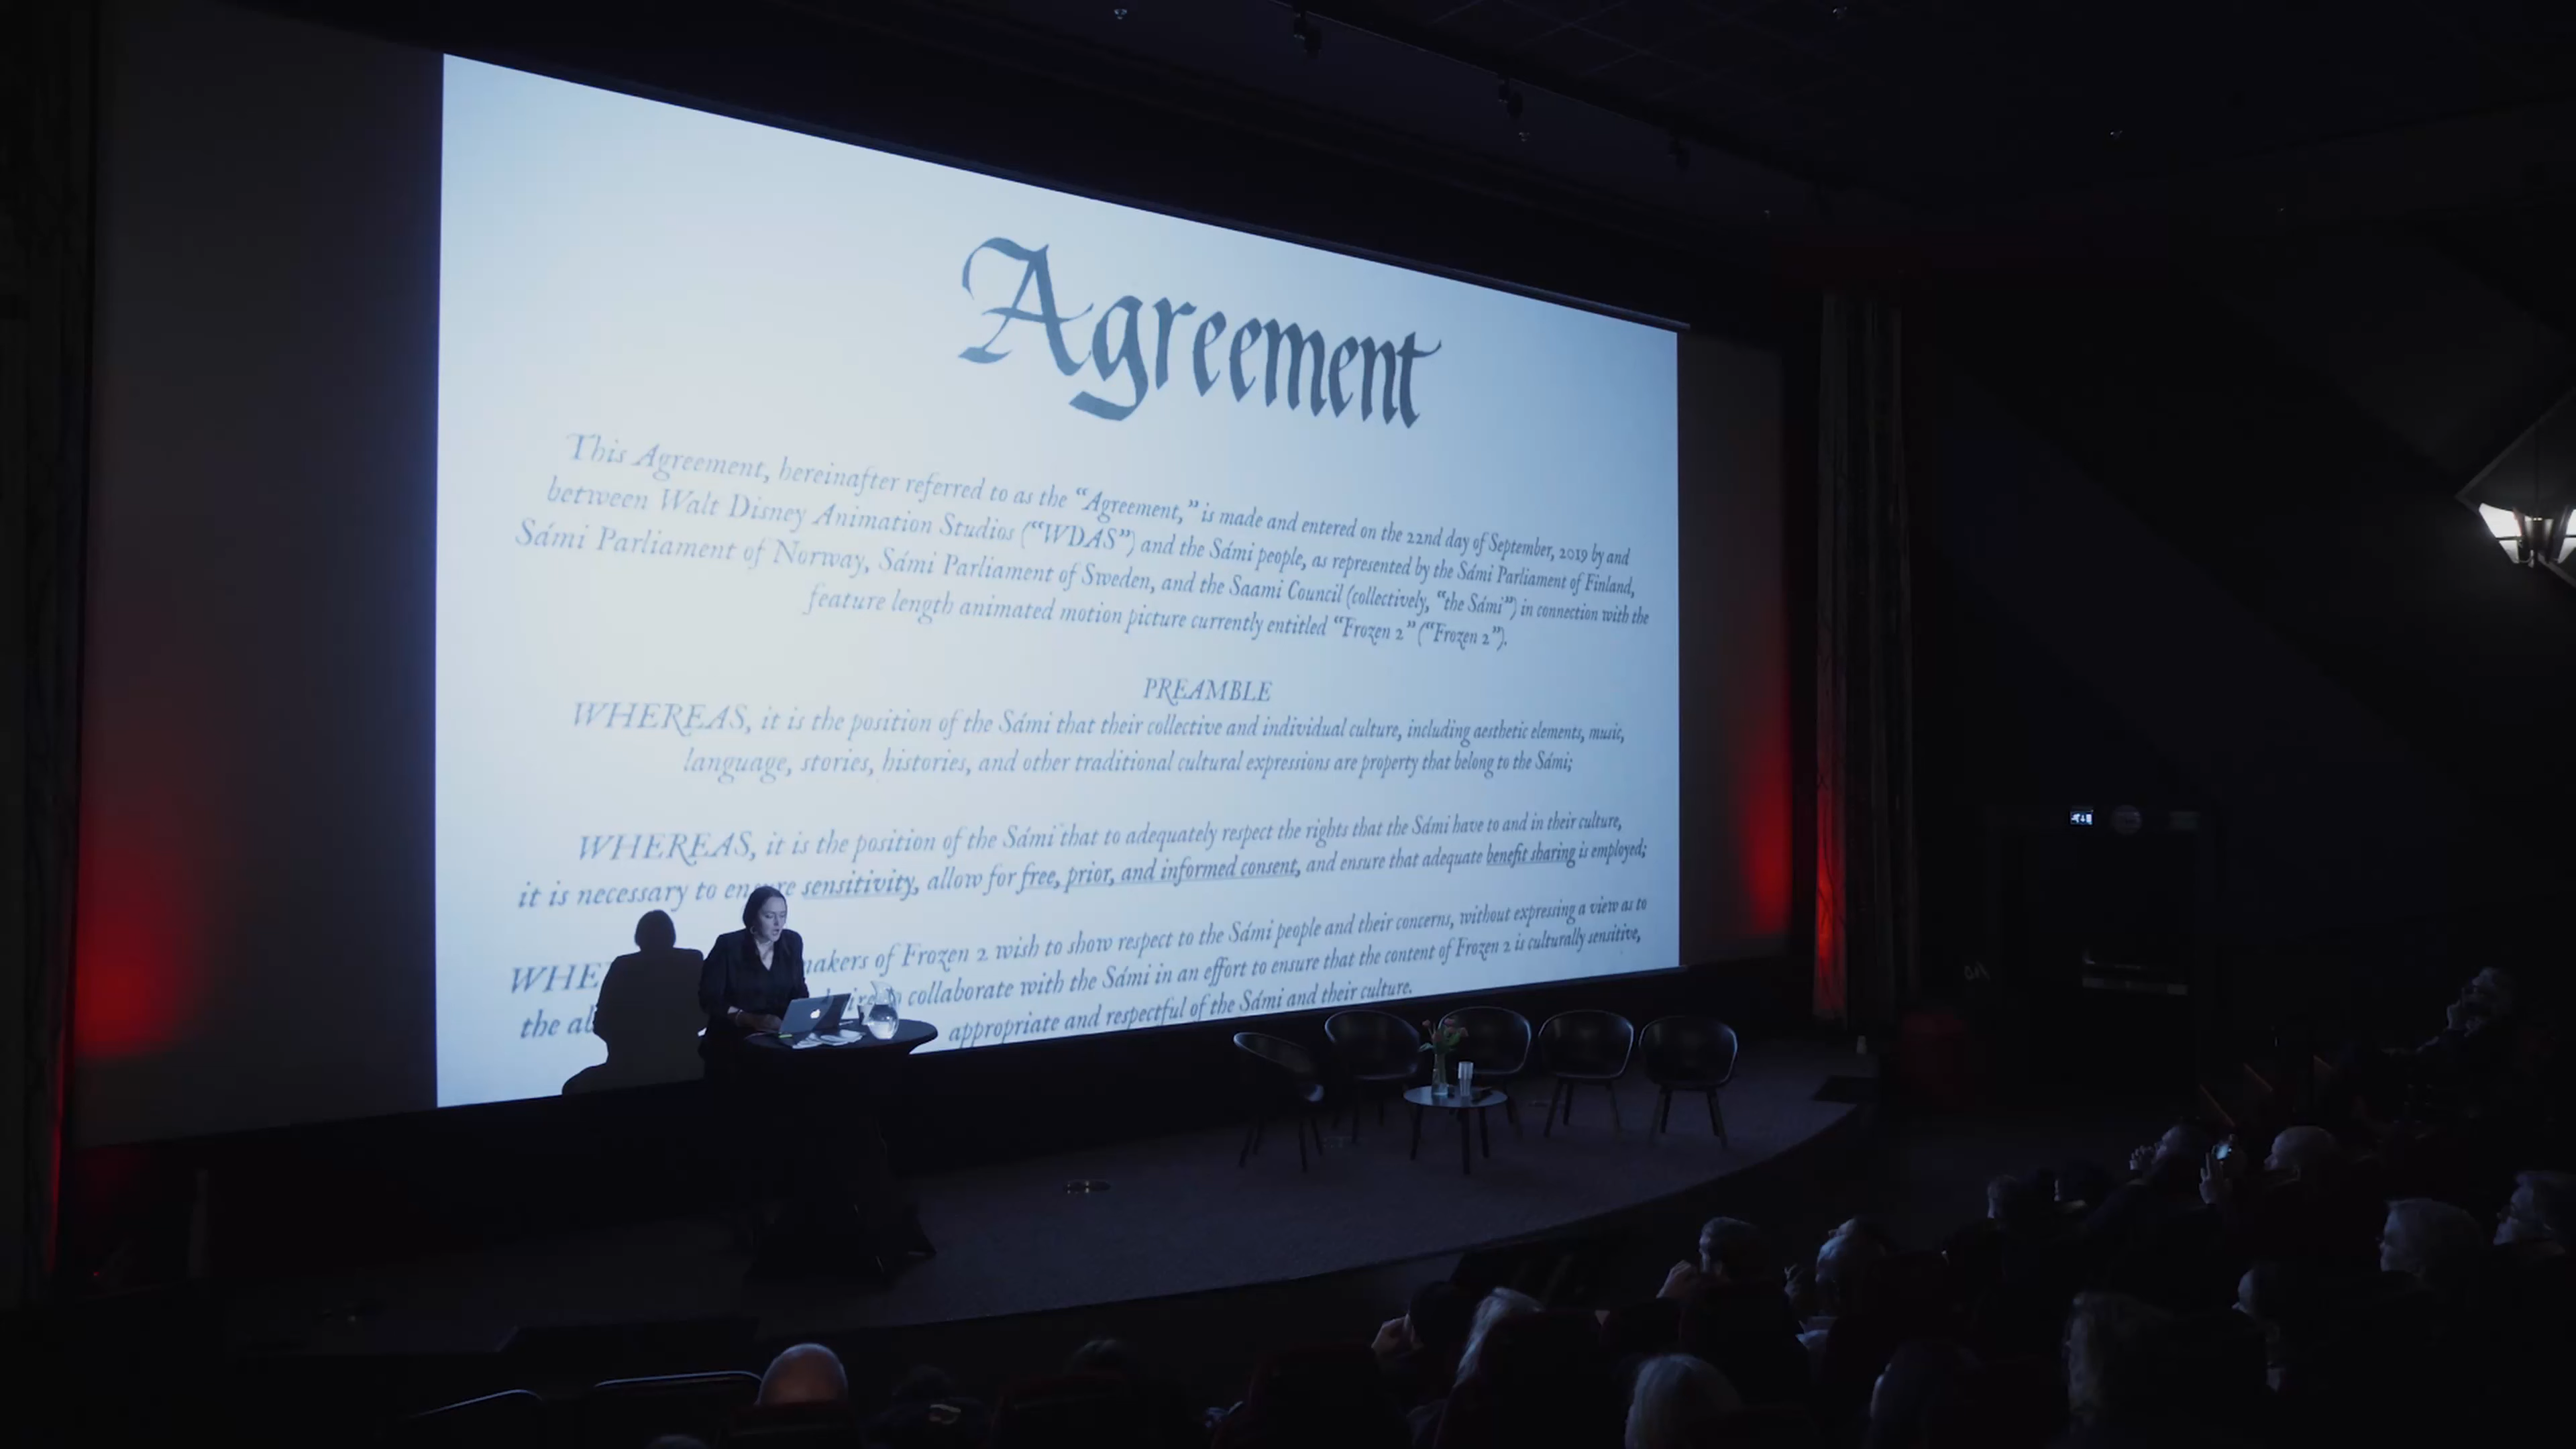 Agreement
This Agreement, hereinafter referred to as the “Agreement,” is made and entered on the 22nd day of September, 2019 by and
between Walt Disney Animation Studios (“WDAS”) and the Sámi people, as represented by the Sámi Parliament of Finland,
Sámi Parliament of Norway, Sámi Parliament of Sweden, and the Saami Council (collectively, “the Sámi”) in connection with the
feature length animated motion picture currently entitled “Frozen 2” (“Frozen 2”).
PREAMBLE
WHEREAS, it is the position of the Sámi that their collective and individual culture, including aesthetic elements, music,
language, stories, histories, and other traditional cultural expressions are property that belong to the Sámi;
WHEREAS, it is the position of the Sámi that to adequately respect the rights that the Sámi have to and in their culture,
it is necessary to ensure sensitivity, allow for free, prior, and informed consent, and ensure that adequate benefit sharing is employed;
of Frozen 2 wish to show respect to the Sámi people and their concerns, without expressing a view as to
the collaborate with the Sámi in an effort to ensure that the content of Frozen 2 is culturally sensitive,
appropriate and respectful of the Sámi and their culture.